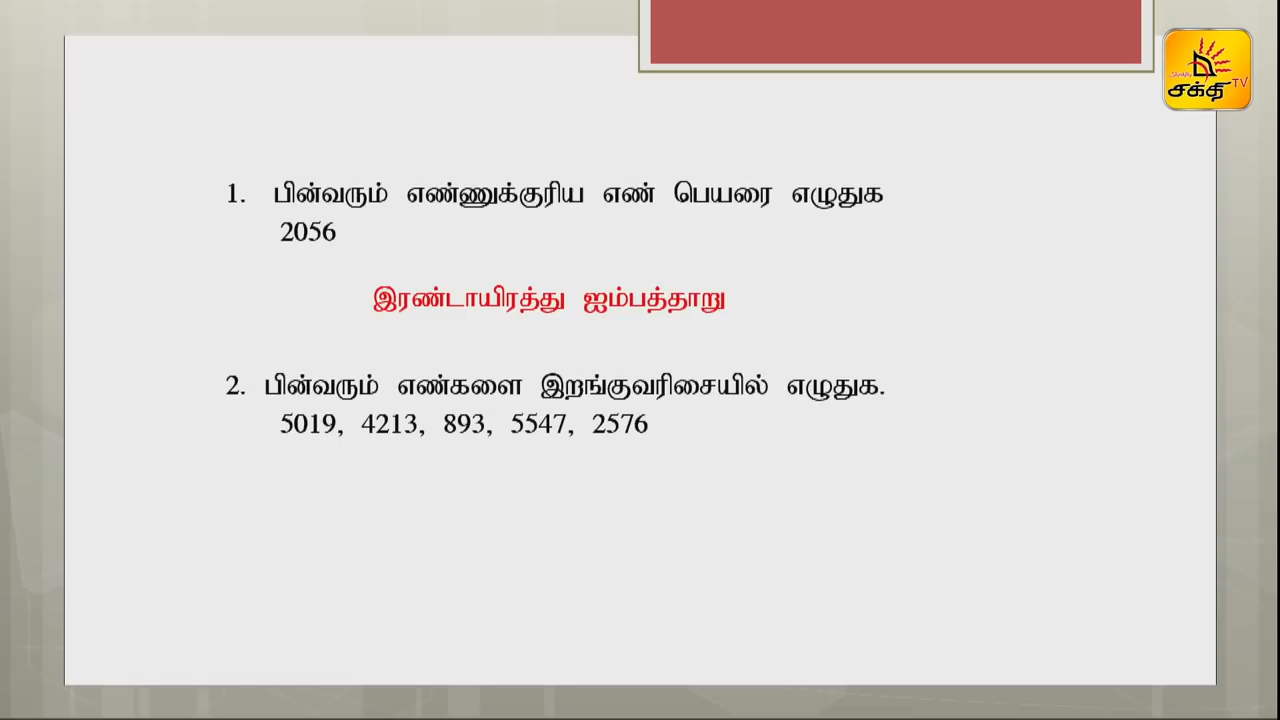 சக்தி TV
1. பின்வரும் எண்ணுக்குரிய எண் பெயரை எழுதுக
2056
இரண்டாயிரத்து ஐம்பத்தாறு
2. பின்வரும் எண்களை இறங்குவரிசையில் எழுதுக.
5019, 4213, 893, 5547, 2576